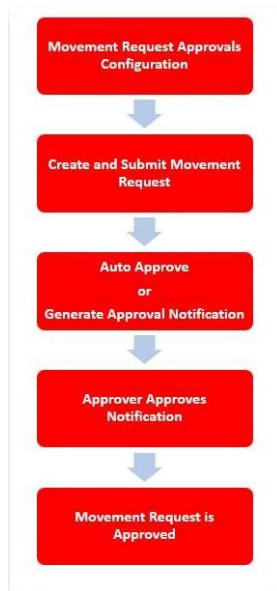 Movement Request Approvals
Configuration
Create and Submit Movement
Request
Auto Approve
or
Generate Approval Notification
Approver Approves
Notification
Movement Request is
Approved